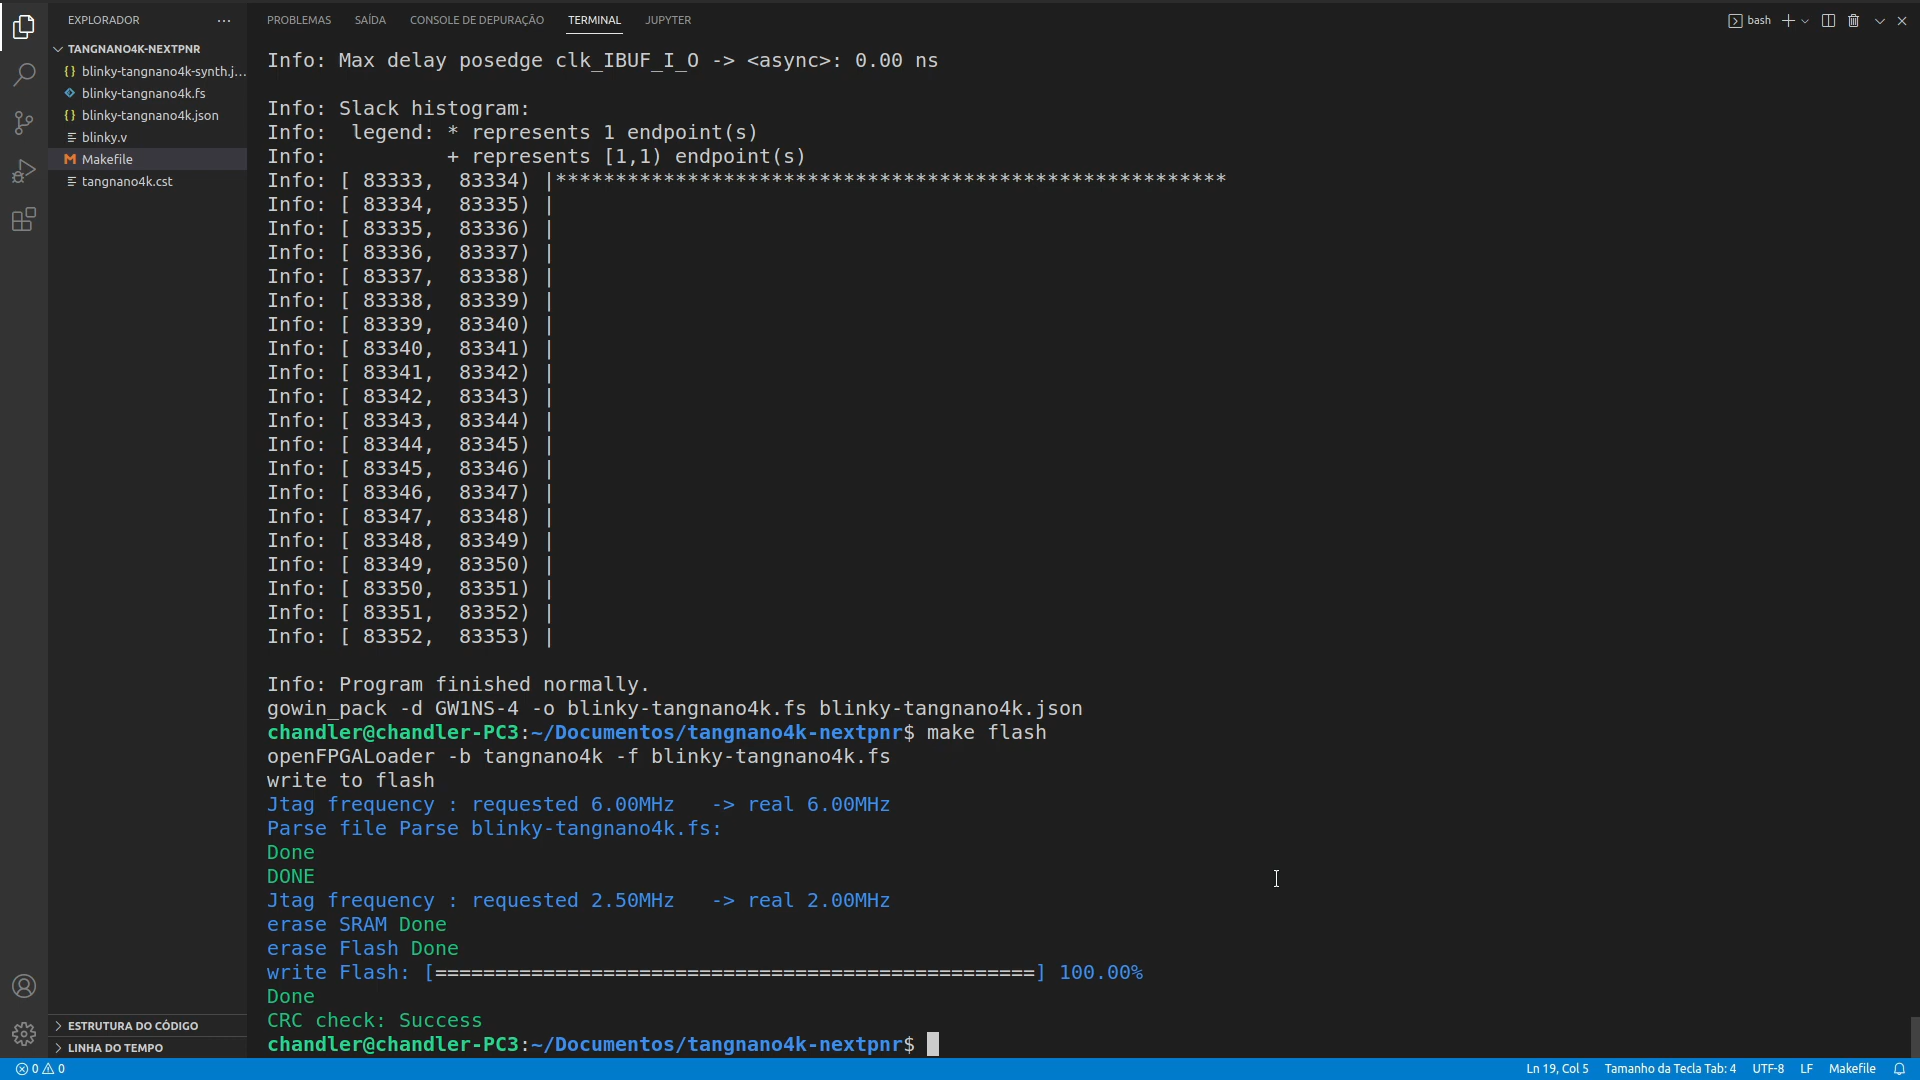 EXPLORADOR
TANGNANO4K-NEXTPNR
blinky-tangnano4k-synth.j...
blinky-tangnano4k.fs
blinky-tangnano4k.json
blinky.v
Makefile
tangnano4k.cst
ESTRUTURA DO CÓDIGO
LINHA DO TEMPO
PROBLEMAS SAÍDA CONSOLE DE DEPURAÇÃO TERMINAL JUPYTER
bash
Info: Max delay posedge clk_IBUF_I_O -> <async>: 0.00 ns
Info: Slack histogram:
Info:  legend: * represents 1 endpoint(s)
Info:          + represents [1,1) endpoint(s)
Info: [ 83333,  83334) |********************************************************
Info: [ 83334,  83335) |
Info: [ 83335,  83336) |
Info: [ 83336,  83337) |
Info: [ 83337,  83338) |
Info: [ 83338,  83339) |
Info: [ 83339,  83340) |
Info: [ 83340,  83341) |
Info: [ 83341,  83342) |
Info: [ 83342,  83343) |
Info: [ 83343,  83344) |
Info: [ 83344,  83345) |
Info: [ 83345,  83346) |
Info: [ 83346,  83347) |
Info: [ 83347,  83348) |
Info: [ 83348,  83349) |
Info: [ 83349,  83350) |
Info: [ 83350,  83351) |
Info: [ 83351,  83352) |
Info: [ 83352,  83353) |
Info: Program finished normally.
gowin_pack -d GW1NS-4 -o blinky-tangnano4k.fs blinky-tangnano4k.json
chandler@chandler-PC3:~/Documentos/tangnano4k-nextpnr$ make flash
openFPGALoader -b tangnano4k -f blinky-tangnano4k.fs
write to flash
Jtag frequency : requested 6.00MHz   -> real 6.00MHz
Parse file Parse blinky-tangnano4k.fs:
Done
DONE
Jtag frequency : requested 2.50MHz   -> real 2.00MHz
erase SRAM Done
erase Flash Done
write Flash: [==================================================] 100.00%
Done
CRC check: Success
chandler@chandler-PC3:~/Documentos/tangnano4k-nextpnr$
0 0
Ln 19, Col 5 Tamanho da Tecla Tab: 4 UTF-8 LF Makefile